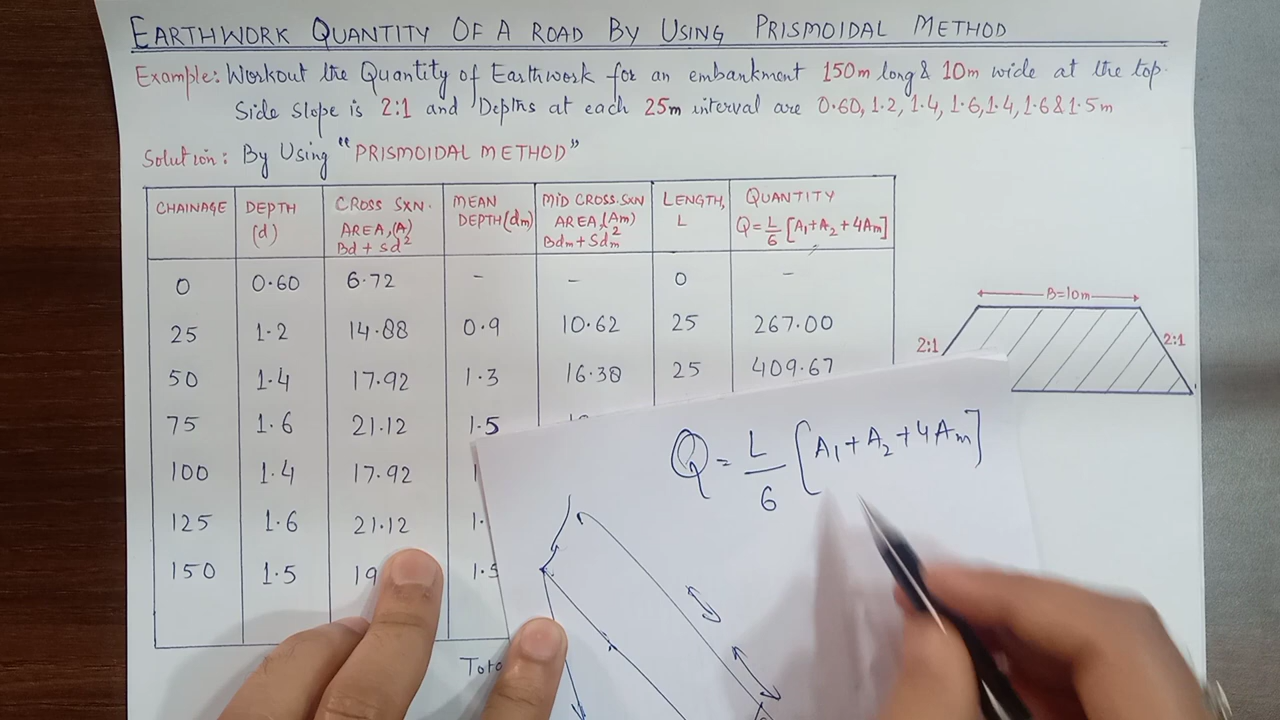 EARTHWORK QUANTITY OF A ROAD BY USING PRISMOIDAL METHOD
Example: Workout the Quantity of Earthwork for an embankment 150m long & 10m wide at the top.
Side slope is 2:1 and Depths at each 25m interval are 0.60, 1.2, 1.4, 1.6, 1.4, 1.6 & 1.5m
Solution: By Using "PRISMOIDAL METHOD"
CHAINAGE DEPTH (d) CROSS SXN. AREA, (A) Bd + Sd² MEAN DEPTH (dm) MID CROSS. SXN AREA, (Am) Bdm + Sdm² LENGTH, L QUANTITY Q = L/6 [A1 + A2 + 4Am]
0 0.60 6.72 - - 0 -
25 1.2 14.88 0.9 10.62 25 267.00
50 1.4 17.92 1.3 16.38 25 409.67
75 1.6 21.12 1.5
100 1.4 17.92
125 1.6 21.12
150 1.5 1.5
B=10m
2:1 2:1
Q = L/6 [A1 + A2 + 4Am]